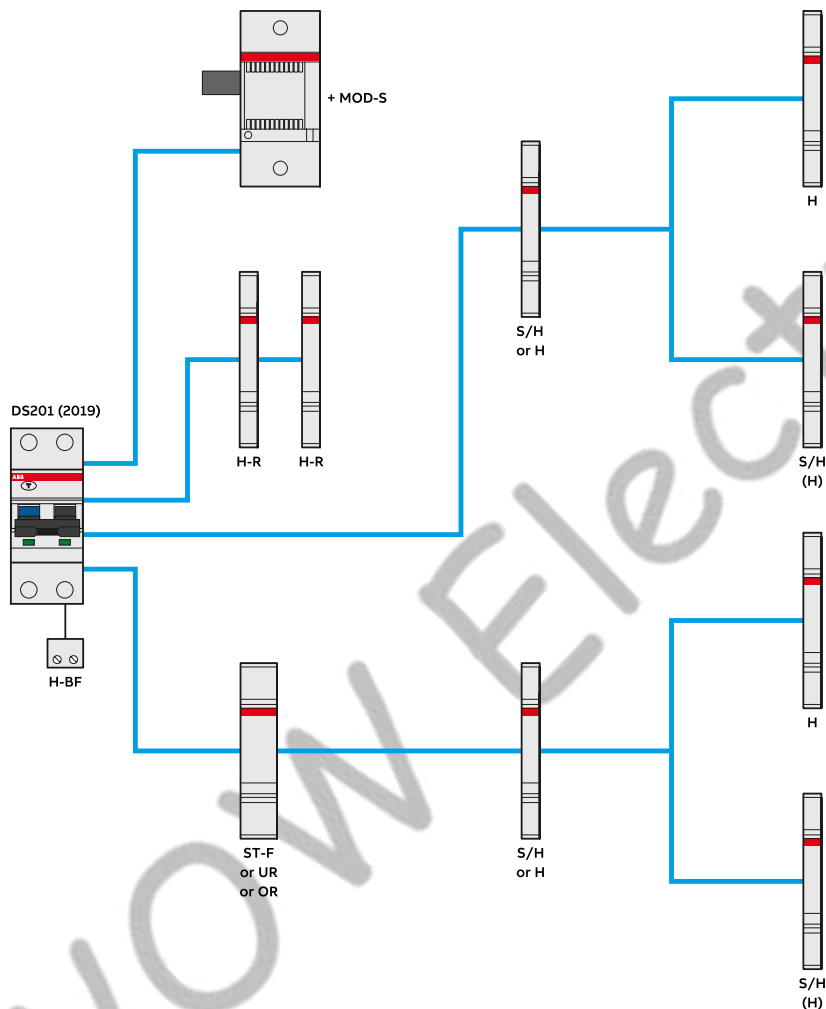 + MOD-S
H
S/H
or H
H-R
H-R
S/H
(H)
DS201 (2019)
ABB
H-BF
H
ST-F
or UR
or OR
S/H
or H
S/H
(H)